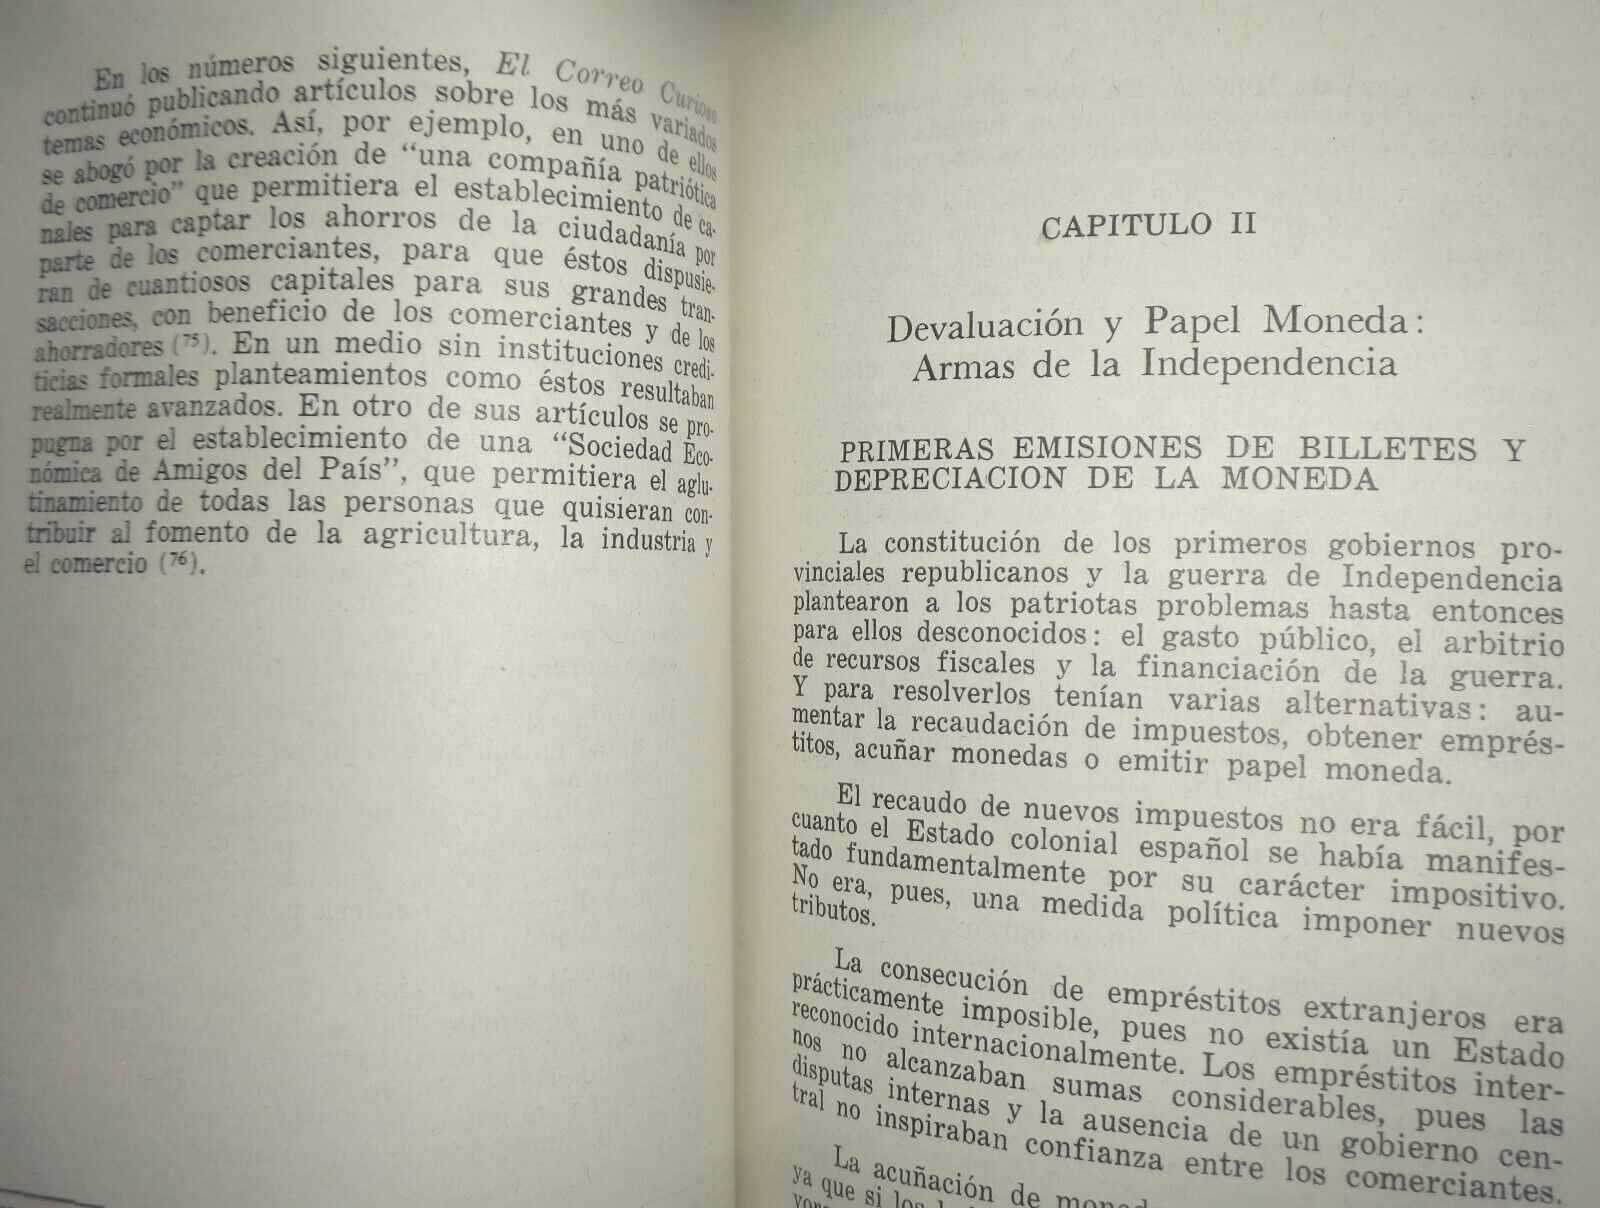 En los números siguientes, El Correo Curioso
continuó publicando artículos sobre los más variados
temas económicos. Así, por ejemplo, en uno de ellos
se abogó por la creación de “una compañía patriótica
de comercio” que permitiera el establecimiento de ca-
nales para captar los ahorros de la ciudadanía por
parte de los comerciantes, para que éstos dispusie-
ran de cuantiosos capitales para sus grandes tran-
sacciones, con beneficio de los comerciantes y de los
ahorradores (75). En un medio sin instituciones credi-
ticias formales planteamientos como éstos resultaban
realmente avanzados. En otro de sus artículos se pro-
pugna por el establecimiento de una “Sociedad Eco-
nómica de Amigos del País”, que permitiera el aglu-
tinamiento de todas las personas que quisieran con-
tribuir al fomento de la agricultura, la industria y
el comercio (76).
CAPITULO II
Devaluación y Papel Moneda:
Armas de la Independencia
PRIMERAS EMISIONES DE BILLETES Y
DEPRECIACION DE LA MONEDA
La constitución de los primeros gobiernos pro-
vinciales republicanos y la guerra de Independencia
plantearon a los patriotas problemas hasta entonces
para ellos desconocidos: el gasto público, el arbitrio
de recursos fiscales y la financiación de la guerra.
Y para resolverlos tenían varias alternativas: au-
mentar la recaudación de impuestos, obtener emprés-
titos, acuñar monedas o emitir papel moneda.
El recaudo de nuevos impuestos no era fácil, por
cuanto el Estado colonial español se había manifes-
tado fundamentalmente por su carácter impositivo.
No era, pues, una medida política imponer nuevos
tributos.
La consecución de empréstitos extranjeros era
prácticamente imposible, pues no existía un Estado
reconocido internacionalmente. Los empréstitos inter-
nos no alcanzaban sumas considerables, pues las
disputas internas y la ausencia de un gobierno cen-
tral no inspiraban confianza entre los comerciantes.
La acuñación de
ya que si los